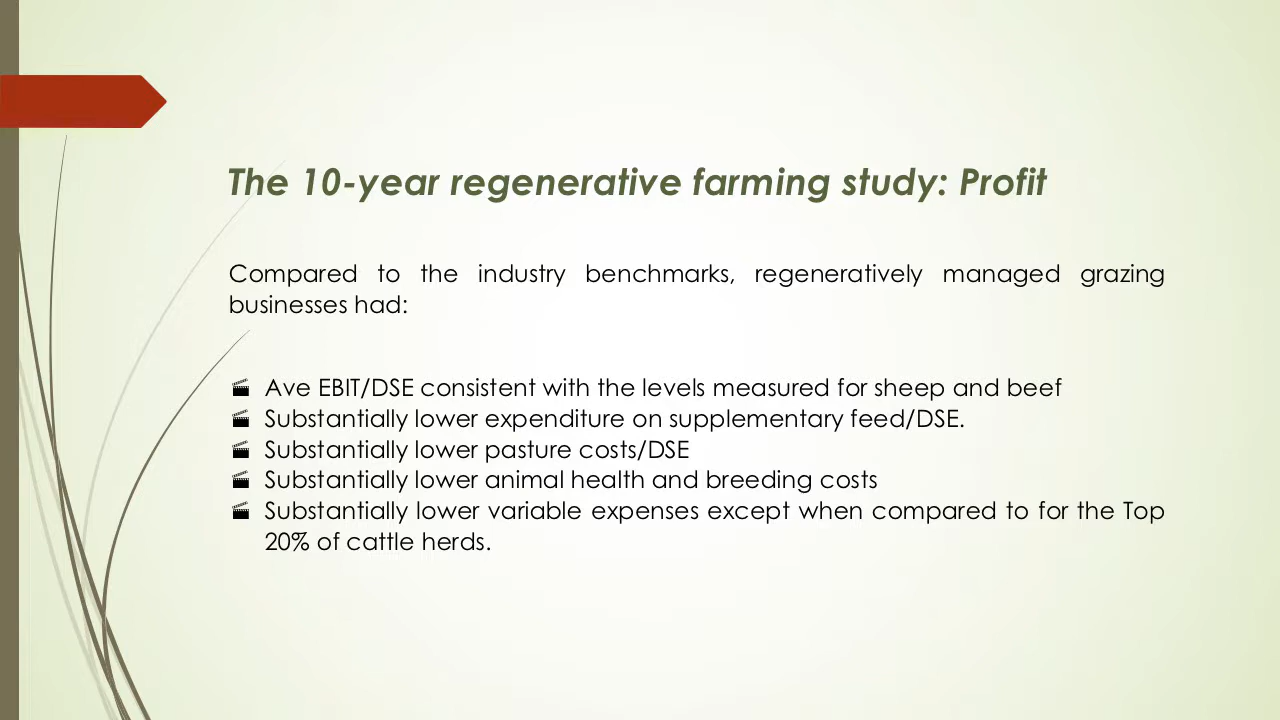 The 10-year regenerative farming study: Profit
Compared to the industry benchmarks, regeneratively managed grazing
businesses had:
Ave EBIT/DSE consistent with the levels measured for sheep and beef
Substantially lower expenditure on supplementary feed/DSE.
Substantially lower pasture costs/DSE
Substantially lower animal health and breeding costs
Substantially lower variable expenses except when compared to for the Top
20% of cattle herds.